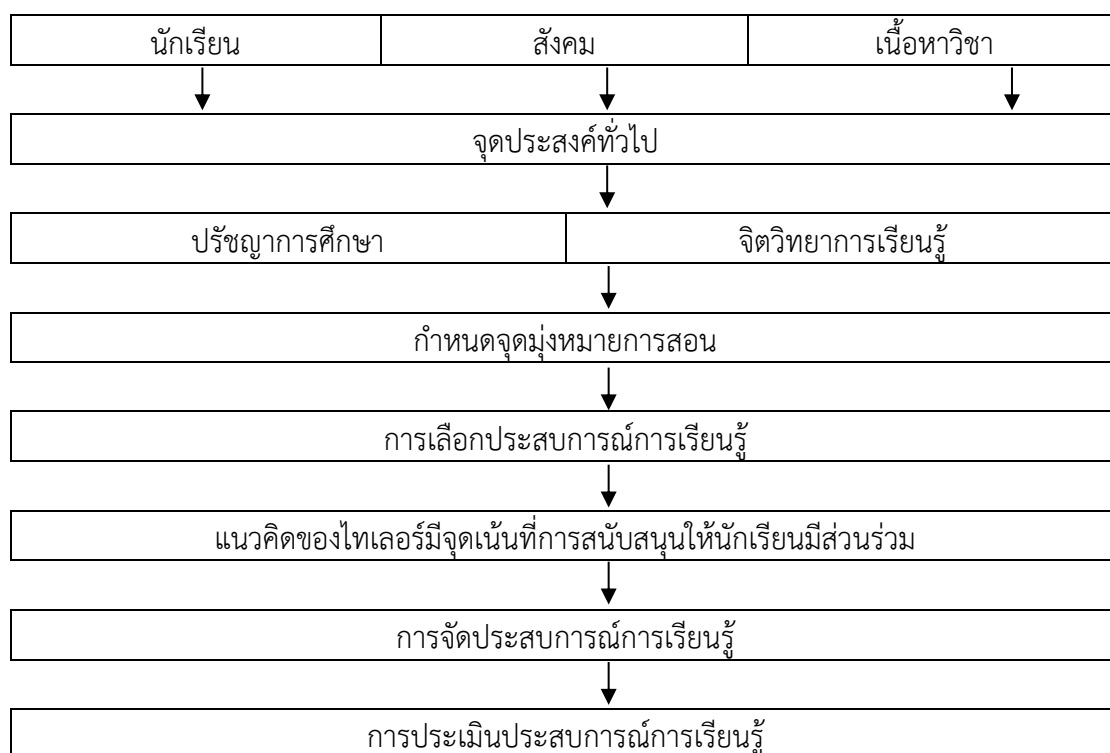 นักเรียน สังคม เนื้อหาวิชา
จุดประสงค์ทั่วไป
ปรัชญาการศึกษา จิตวิทยาการเรียนรู้
กำหนดจุดมุ่งหมายการสอน
การเลือกประสบการณ์การเรียนรู้
แนวคิดของไทเลอร์มีจุดเน้นที่การสนับสนุนให้นักเรียนมีส่วนร่วม
การจัดประสบการณ์การเรียนรู้
การประเมินประสบการณ์การเรียนรู้